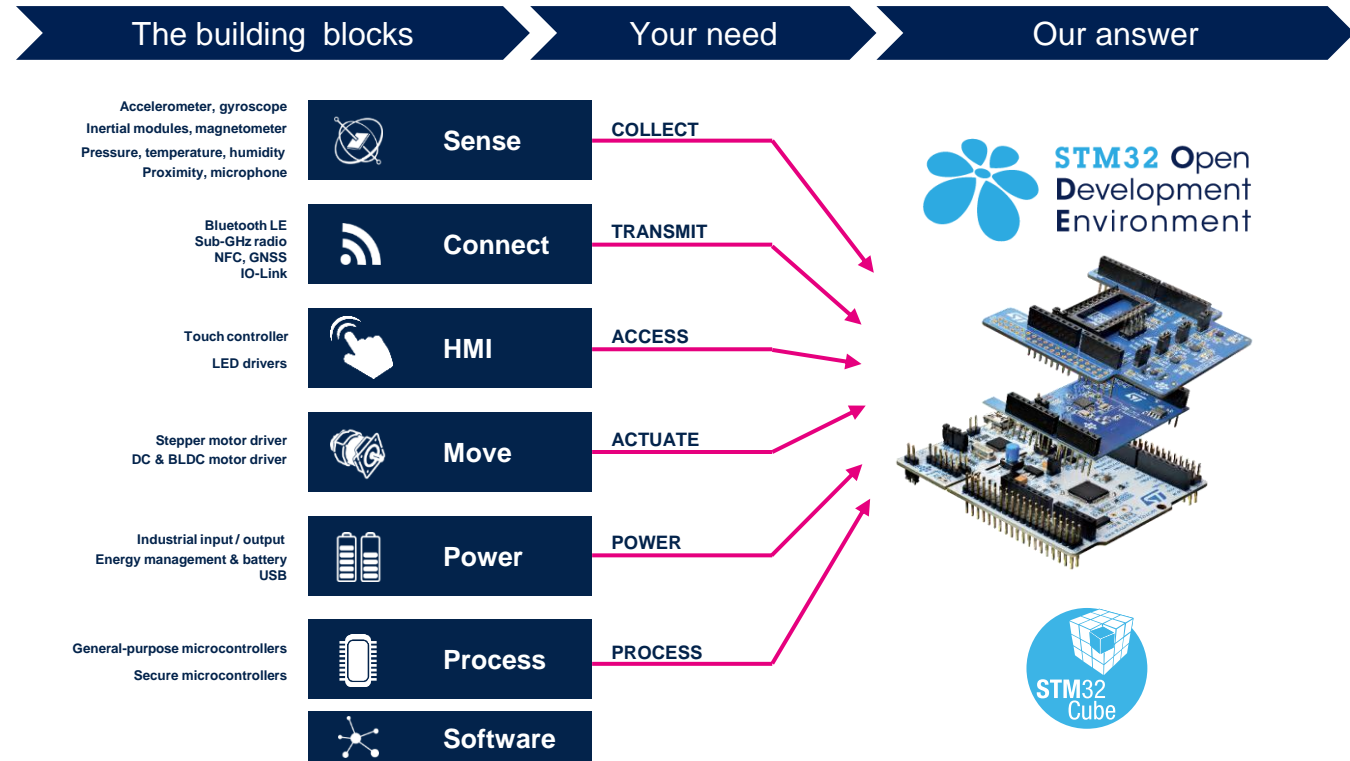 The building blocks
Your need
Our answer
Accelerometer, gyroscope
Inertial modules, magnetometer
Pressure, temperature, humidity
Proximity, microphone
Sense
COLLECT
STM32 Open
Development
Environment
Bluetooth LE
Sub-GHz radio
NFC, GNSS
IO-Link
Connect
TRANSMIT
Touch controller
LED drivers
HMI
ACCESS
Stepper motor driver
DC & BLDC motor driver
Move
ACTUATE
Industrial input / output
Energy management & battery
USB
Power
POWER
General-purpose microcontrollers
Secure microcontrollers
Process
PROCESS
STM32
Cube
Software